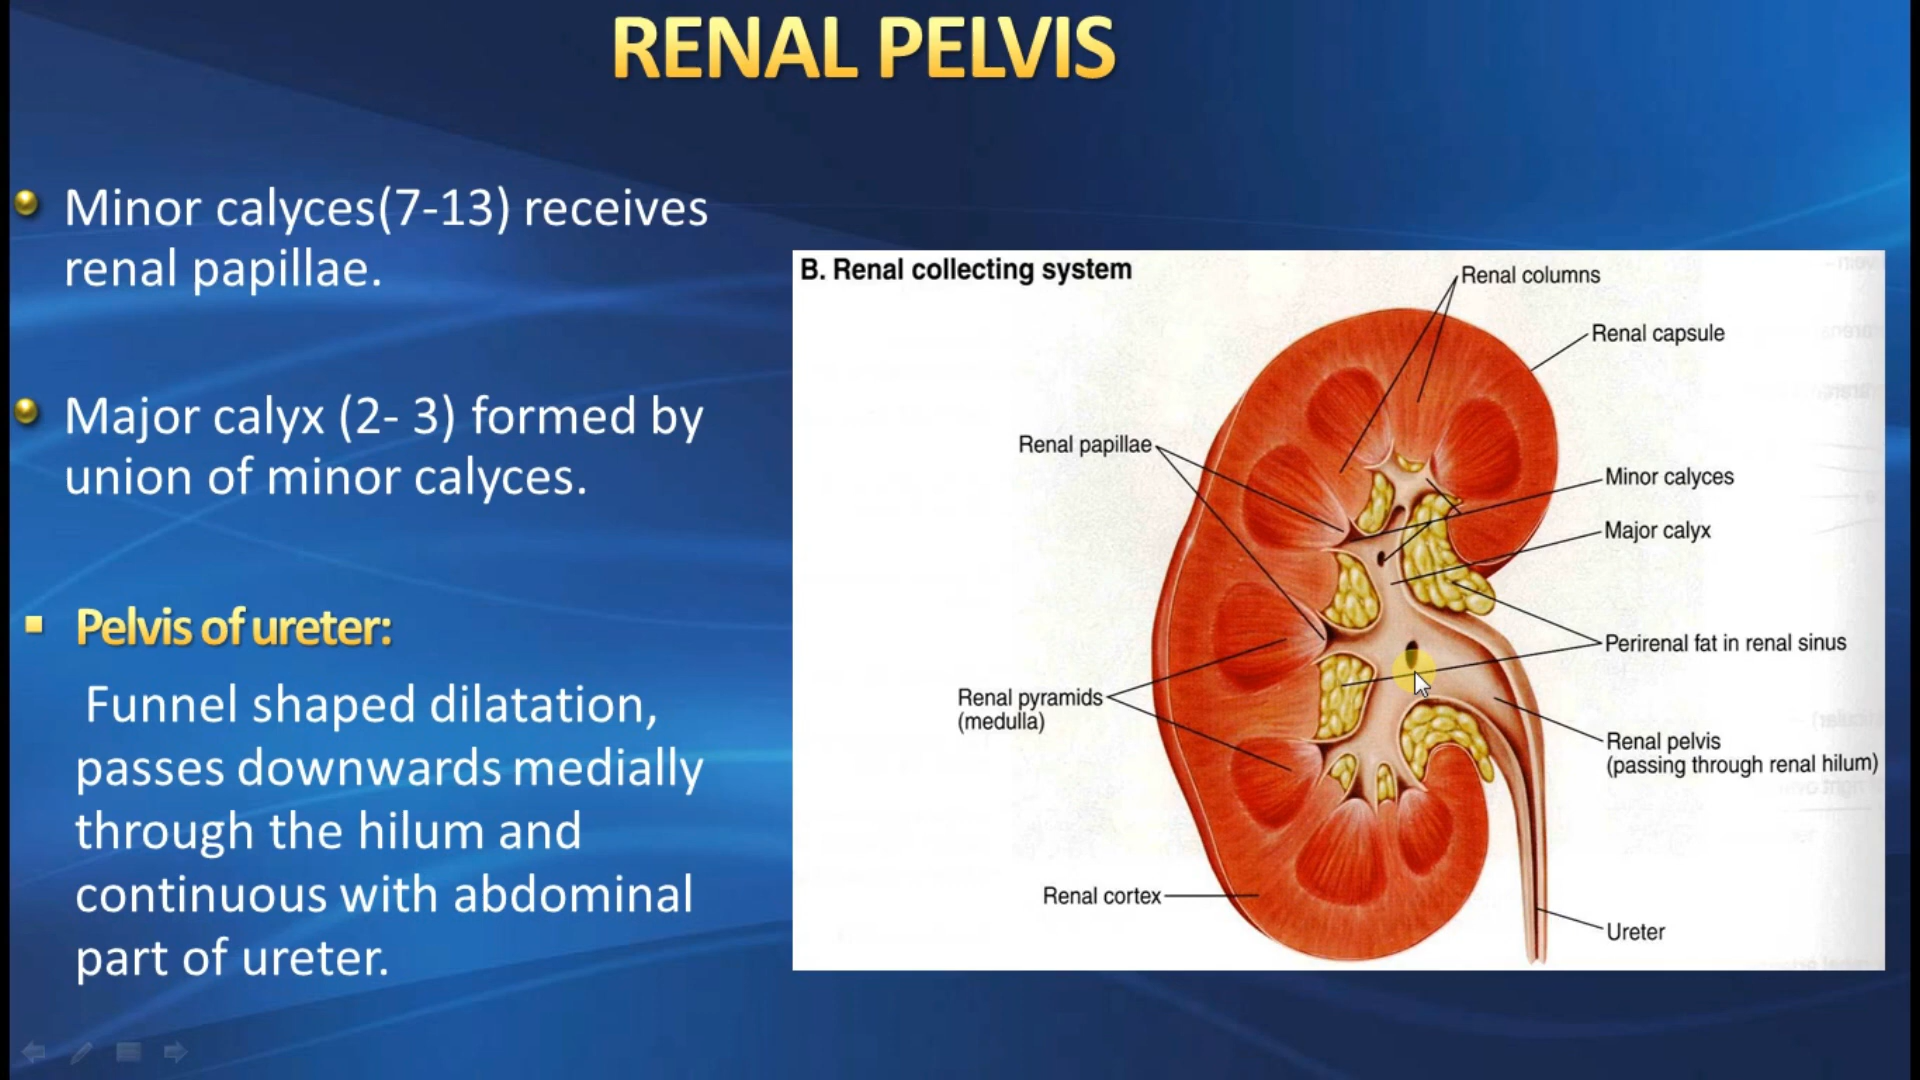 RENAL PELVIS
Minor calyces(7-13) receives
renal papillae.
Major calyx (2- 3) formed by
union of minor calyces.
Pelvis of ureter:
Funnel shaped dilatation,
passes downwards medially
through the hilum and
continuous with abdominal
part of ureter.
B. Renal collecting system
Renal columns
Renal capsule
Renal papillae
Minor calyces
Major calyx
Perirenal fat in renal sinus
Renal pyramids
(medulla)
Renal pelvis
(passing through renal hilum)
Renal cortex
Ureter